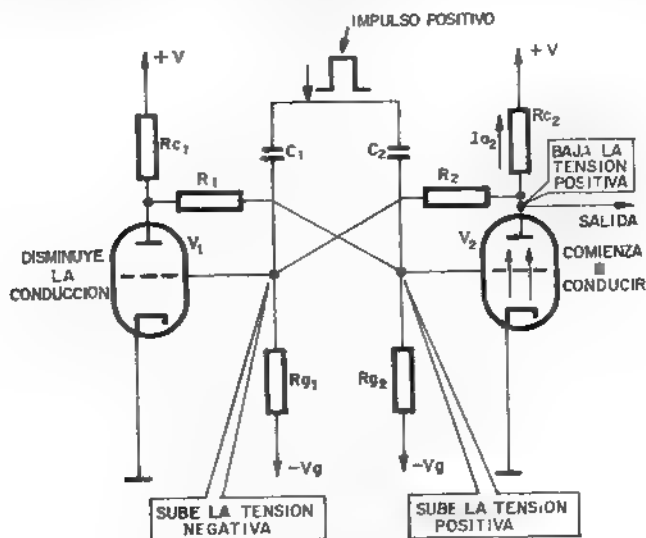 IMPULSO POSITIVO
+V
+V
Rc₁
C₁
C₂
Ia₂
Rc₂
BAJA LA
TENSION
POSITIVA
R₁
R₂
SALIDA
V₁
V₂
DISMINUYE
LA
CONDUCCION
COMIENZA
CONDUCIR
Rg₁
Rg₂
-Vg
-Vg
SUBE LA TENSION
NEGATIVA
SUBE LA TENSION
POSITIVA